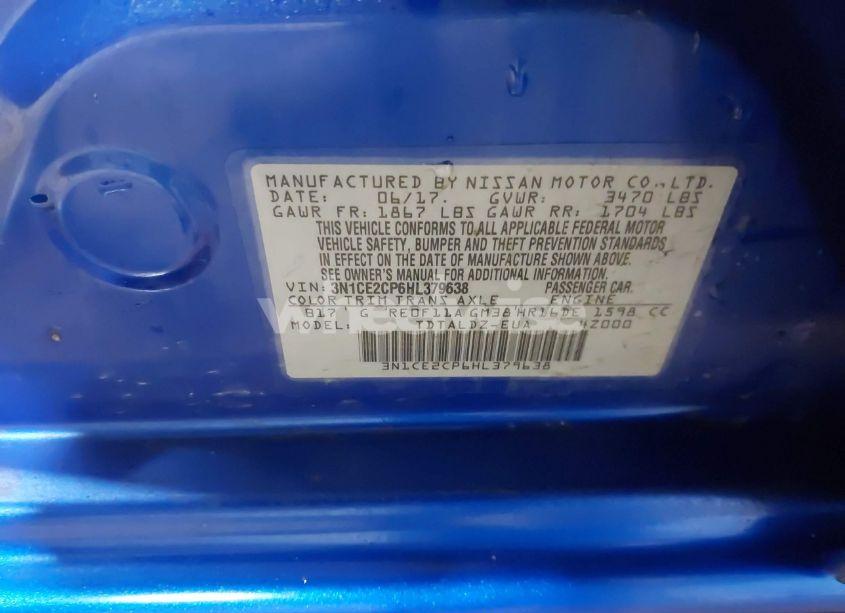 MANUFACTURED BY NISSAN MOTOR CO., LTD.
DATE: 06/17. GVWR: 3470 LBS
GAWR FR: 1867 LBS GAWR RR: 1704 LBS
THIS VEHICLE CONFORMS TO ALL APPLICABLE FEDERAL MOTOR
VEHICLE SAFETY, BUMPER AND THEFT PREVENTION STANDARDS
IN EFFECT ON THE DATE OF MANUFACTURE SHOWN ABOVE.
SEE OWNER'S MANUAL FOR ADDITIONAL INFORMATION.
VIN: 3N1CE2CP6HL379638 PASSENGER CAR.
COLOR TRIM TRANS AXLE ENGINE
B17 G RE0F11A GM38 HR16DE 1598 CC
MODEL: TDTALDZ-EUA
3N1CE2CP6HL379638